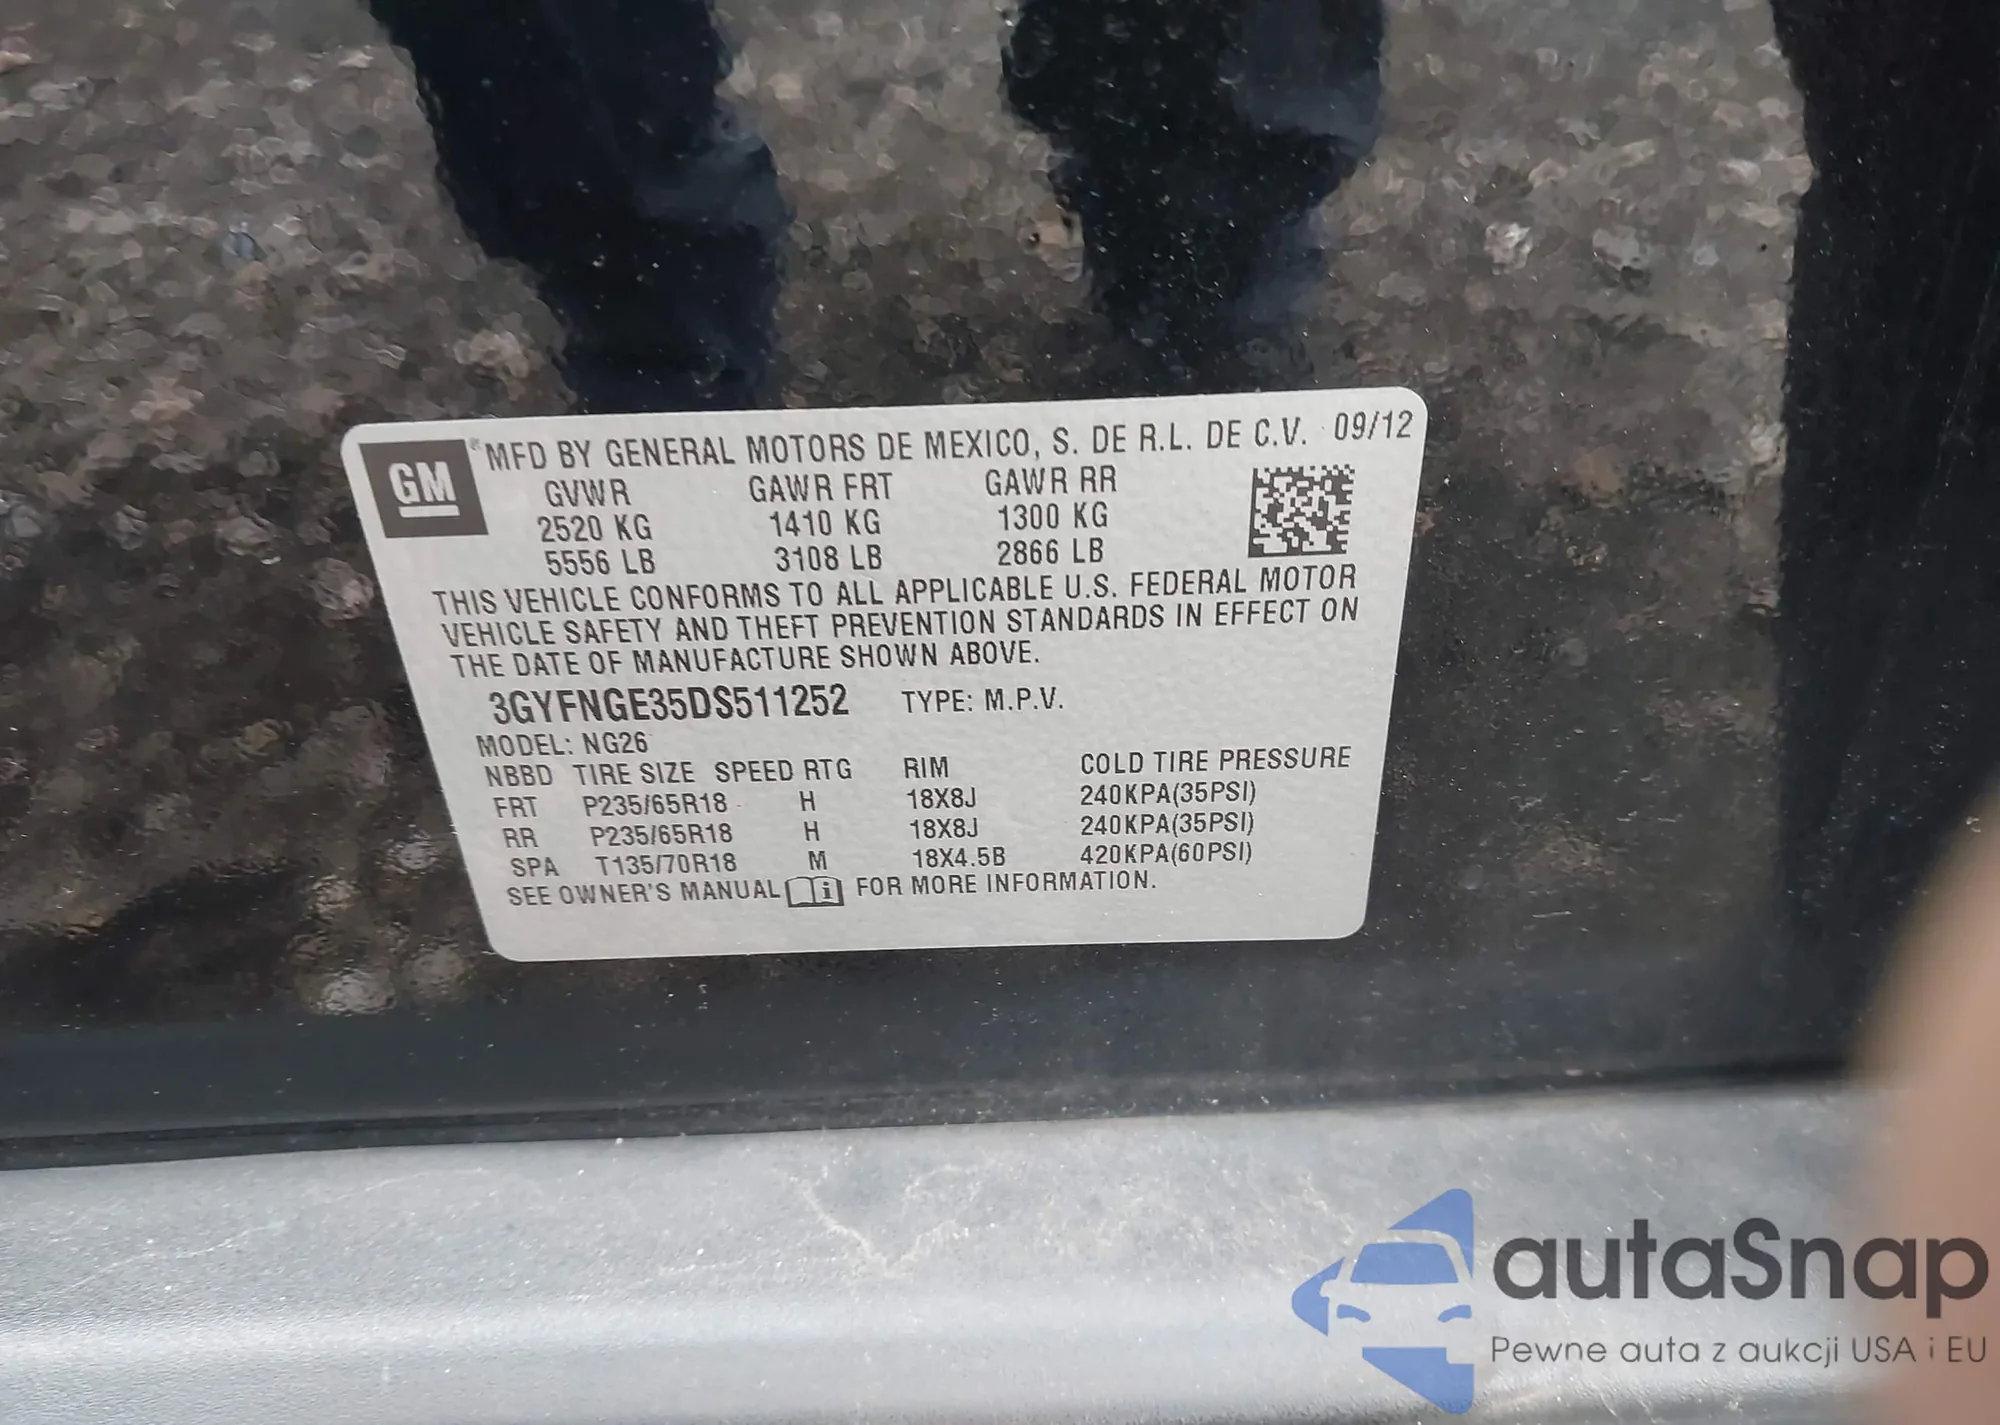 GM
® MFD BY GENERAL MOTORS DE MEXICO, S. DE R.L. DE C.V. 09/12
GVWR GAWR FRT GAWR RR
2520 KG 1410 KG 1300 KG
5556 LB 3108 LB 2866 LB
THIS VEHICLE CONFORMS TO ALL APPLICABLE U.S. FEDERAL MOTOR
VEHICLE SAFETY AND THEFT PREVENTION STANDARDS IN EFFECT ON
THE DATE OF MANUFACTURE SHOWN ABOVE.
3GYFNGE35DS511252 TYPE: M.P.V.
MODEL: NG26
NBBD TIRE SIZE SPEED RTG RIM COLD TIRE PRESSURE
FRT P235/65R18 H 18X8J 240KPA(35PSI)
RR P235/65R18 H 18X8J 240KPA(35PSI)
SPA T135/70R18 M 18X4.5B 420KPA(60PSI)
SEE OWNER'S MANUAL i FOR MORE INFORMATION.
autaSnap
Pewne auta z aukcji USA i EU